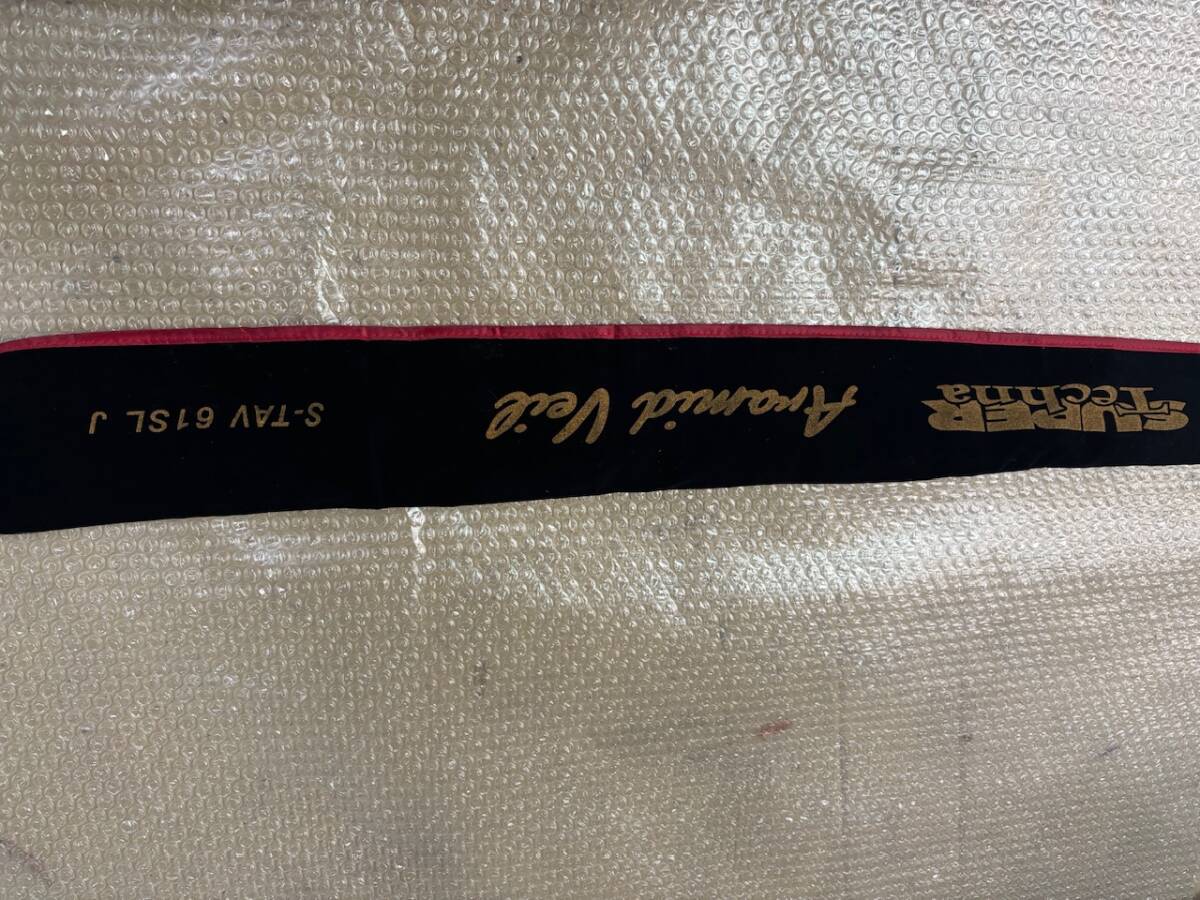 SUPER
Techna
Aramid Veil
S-TAV 61SL J